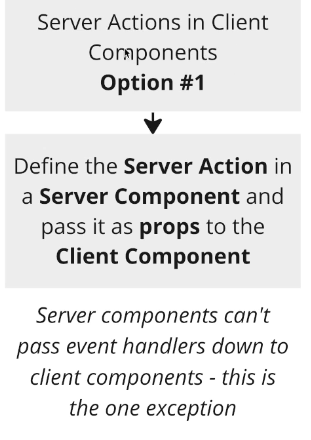 Server Actions in Client
Components
Option #1
Define the Server Action in
a Server Component and
pass it as props to the
Client Component
Server components can't
pass event handlers down to
client components - this is
the one exception